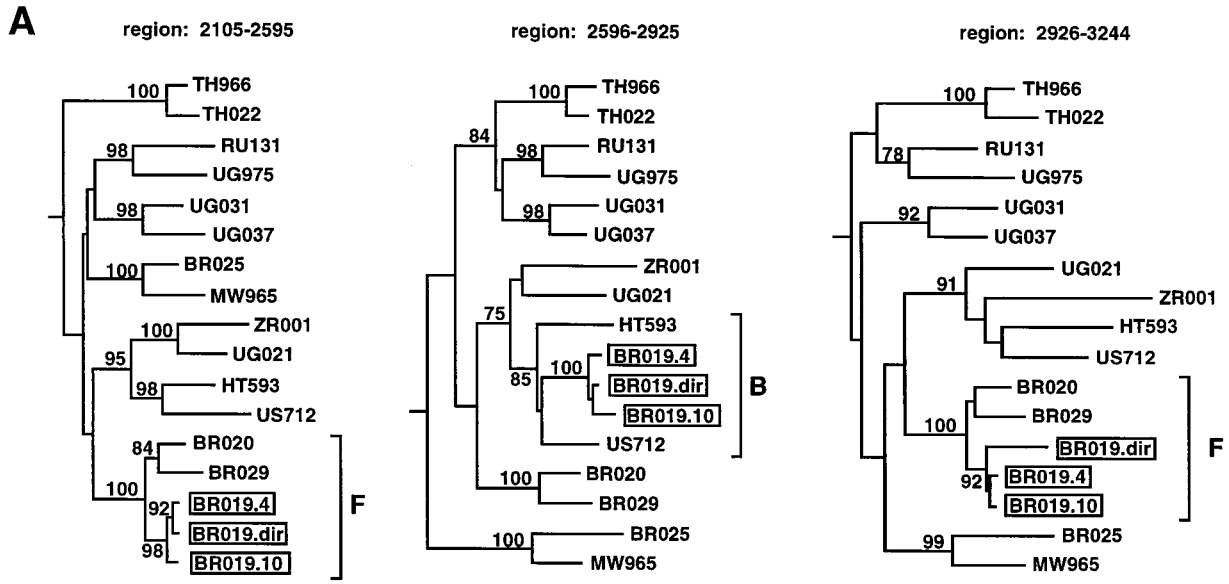 A
region: 2105-2595
TH966
100
TH022
RU131
98
UG975
UG031
98
UG037
BR025
100
MW965
ZR001
100
UG021
95
HT593
98
US712
BR020
84
BR029
100
BR019.4
92
BR019.dir
98
BR019.10
F
region: 2596-2925
TH966
100
TH022
84
RU131
98
UG975
UG031
98
UG037
ZR001
UG021
75
HT593
BR019.4
100
85
BR019.dir
BR019.10
US712
B
BR020
100
BR029
BR025
100
MW965
region: 2926-3244
TH966
100
TH022
RU131
78
UG975
UG031
92
UG037
UG021
91
ZR001
HT593
US712
BR020
BR029
100
BR019.dir
BR019.4
92
BR019.10
F
BR025
99
MW965